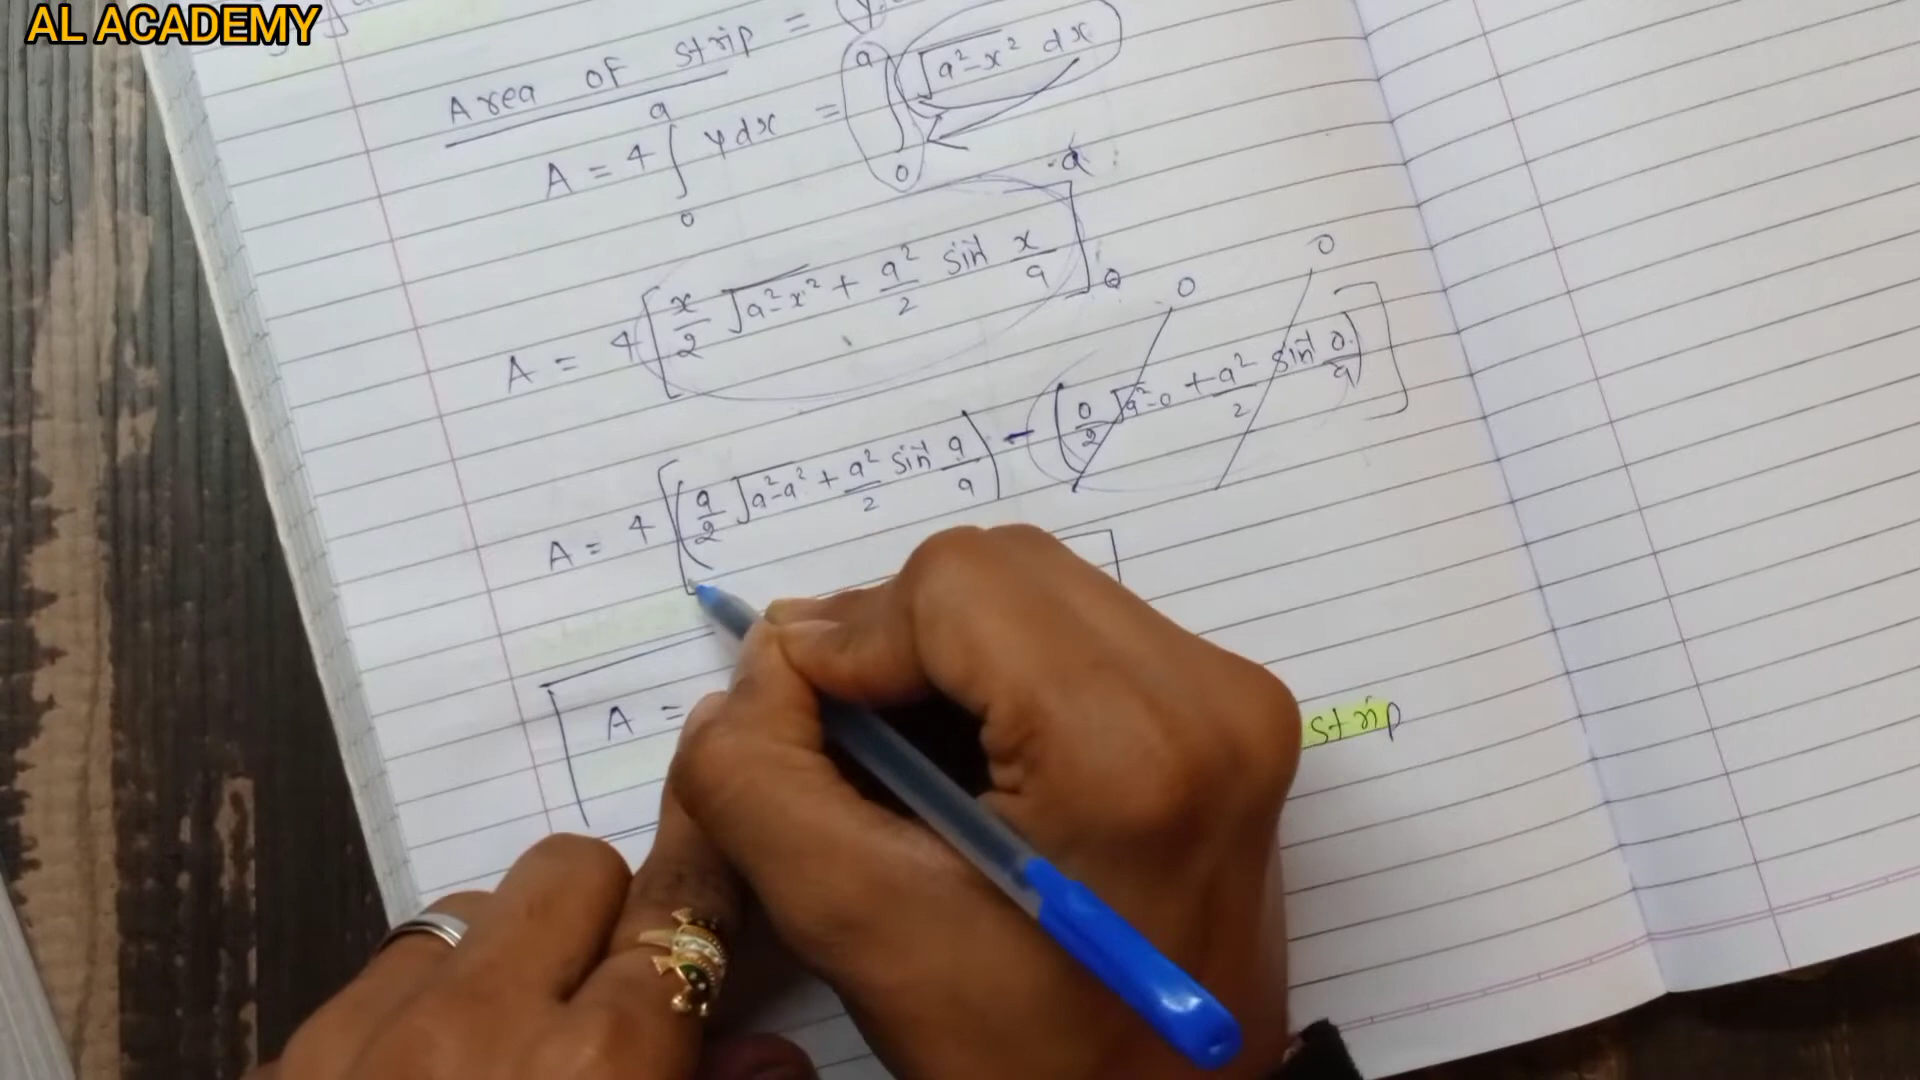 AL ACADEMY
Area of strip =
A = 4 ∫₀ᵃ y dx = ∫₀ᵃ √a²-x² dx
A = 4 [x/2 √a²-x² + a²/2 sin⁻¹ x/a]₀ᵃ
0 0
A = 4 [(a/2 √a²-a² + a²/2 sin⁻¹ a/a) - (0/2 √a²-0 + a²/2 sin⁻¹ 0/a)]
A = strip